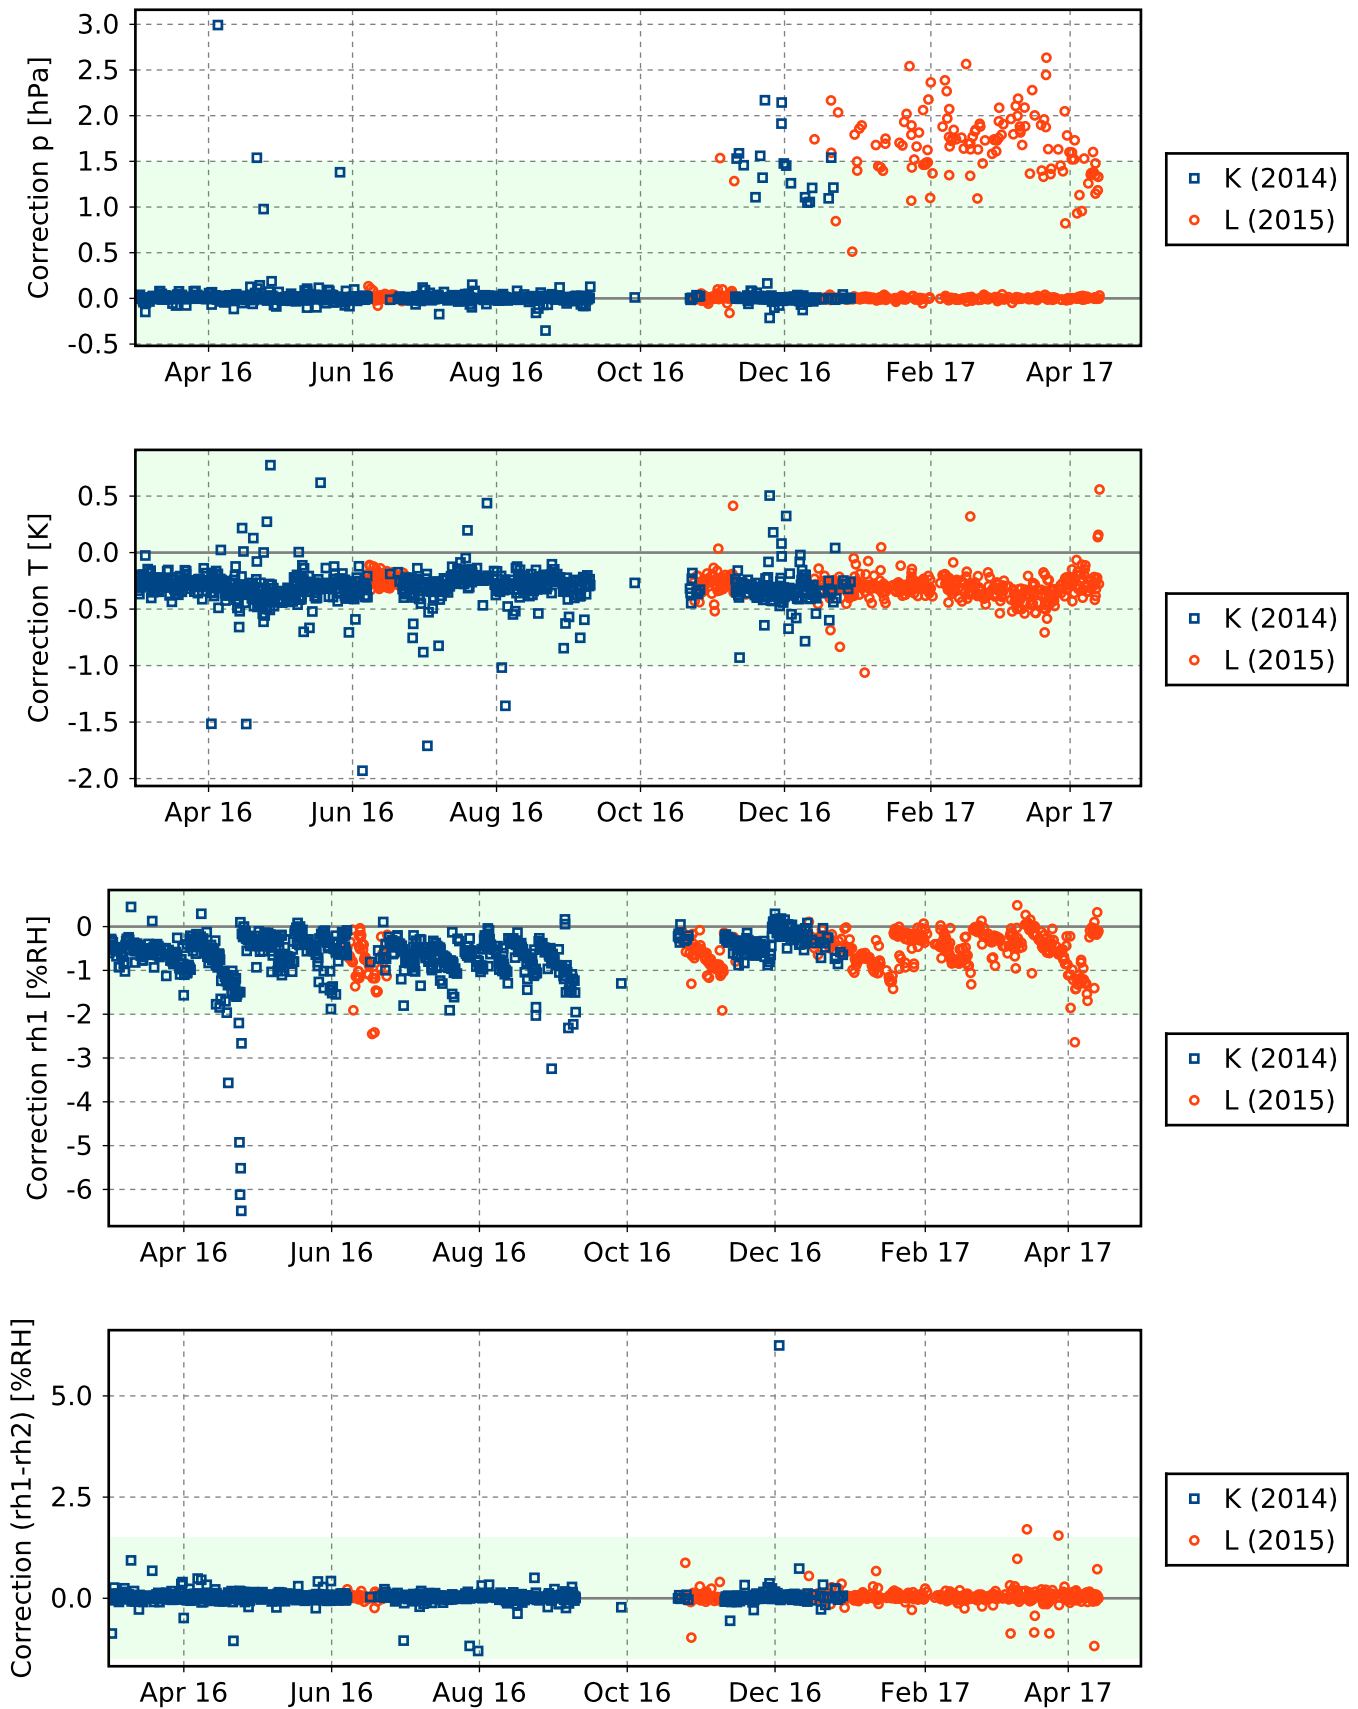 Correction p [hPa]
3.0
2.5
2.0
1.5
1.0
0.5
0.0
-0.5
Apr 16 Jun 16 Aug 16 Oct 16 Dec 16 Feb 17 Apr 17
K (2014)
L (2015)
Correction T [K]
0.5
0.0
-0.5
-1.0
-1.5
-2.0
Apr 16 Jun 16 Aug 16 Oct 16 Dec 16 Feb 17 Apr 17
K (2014)
L (2015)
Correction rh1 [%RH]
0
-1
-2
-3
-4
-5
-6
Apr 16 Jun 16 Aug 16 Oct 16 Dec 16 Feb 17 Apr 17
K (2014)
L (2015)
Correction (rh1-rh2) [%RH]
5.0
2.5
0.0
Apr 16 Jun 16 Aug 16 Oct 16 Dec 16 Feb 17 Apr 17
K (2014)
L (2015)